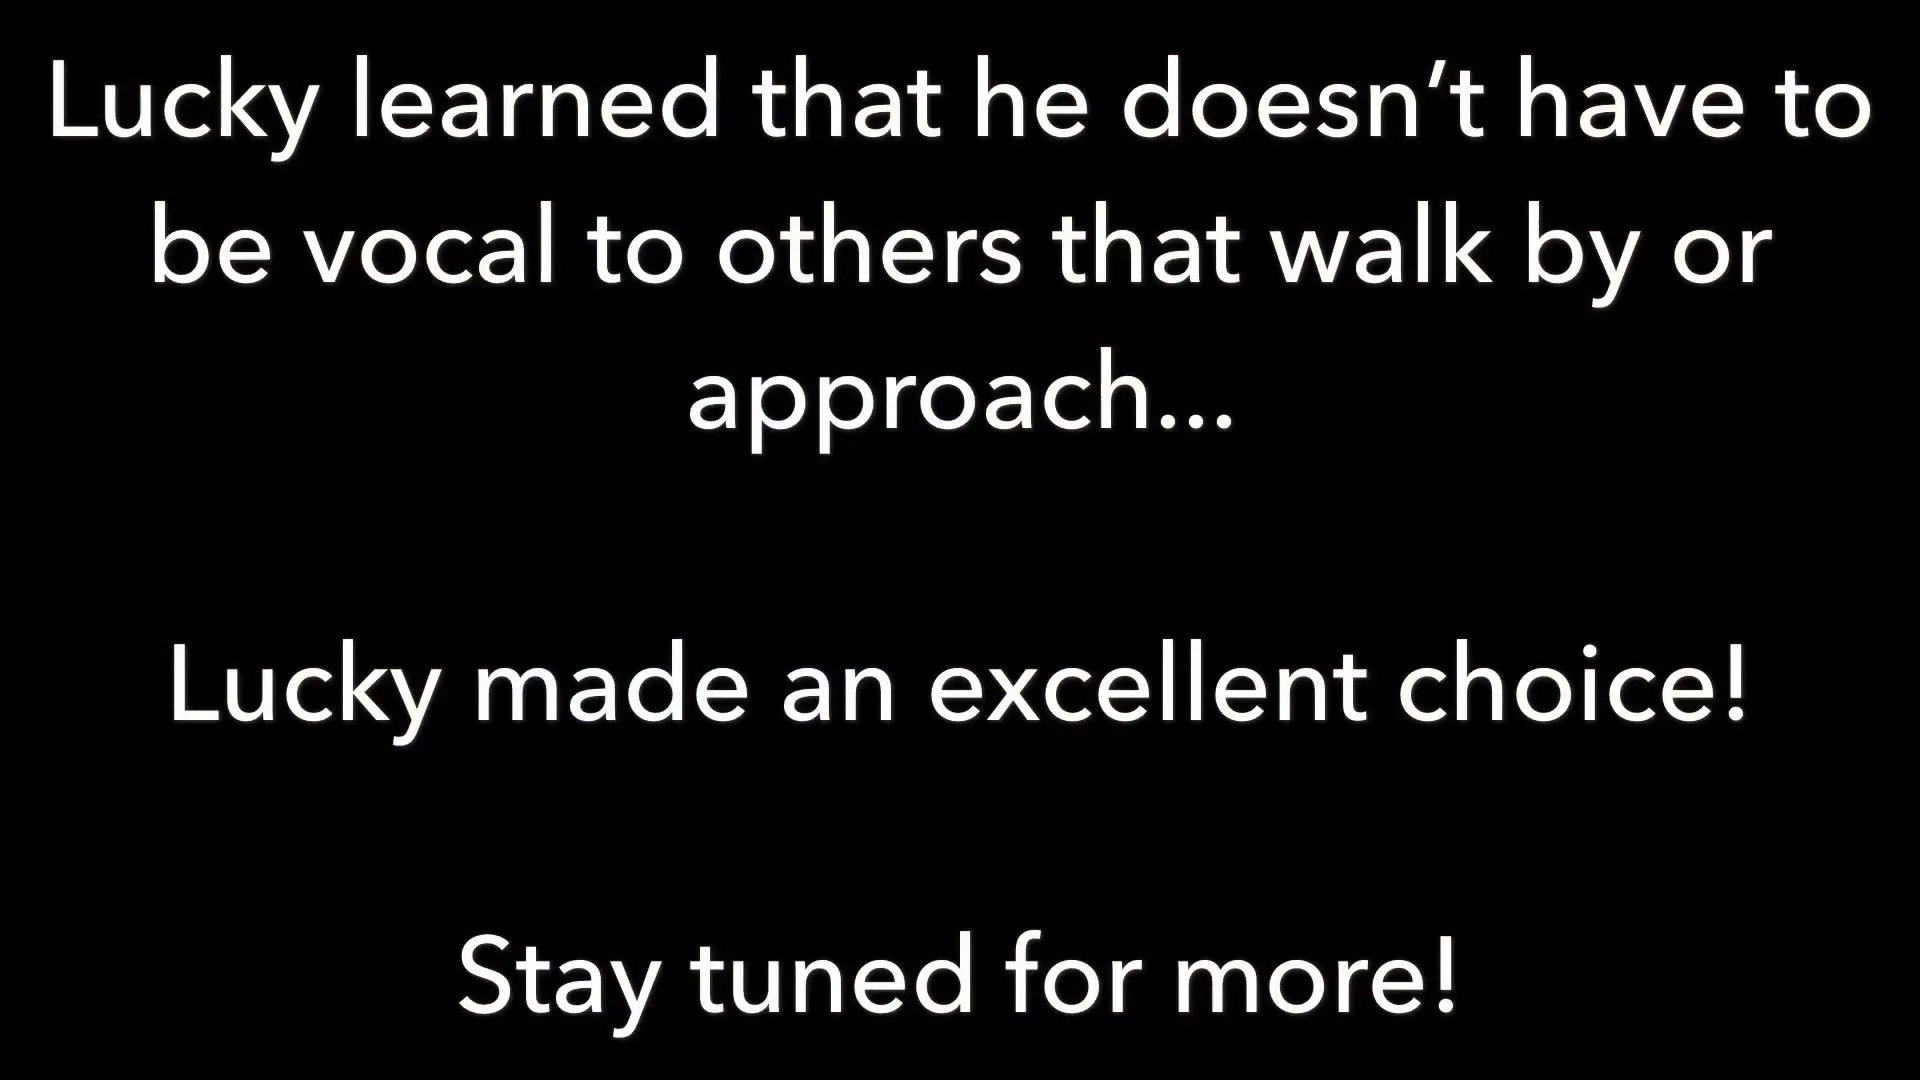 Lucky learned that he doesn’t have to
be vocal to others that walk by or
approach...
Lucky made an excellent choice!
Stay tuned for more!